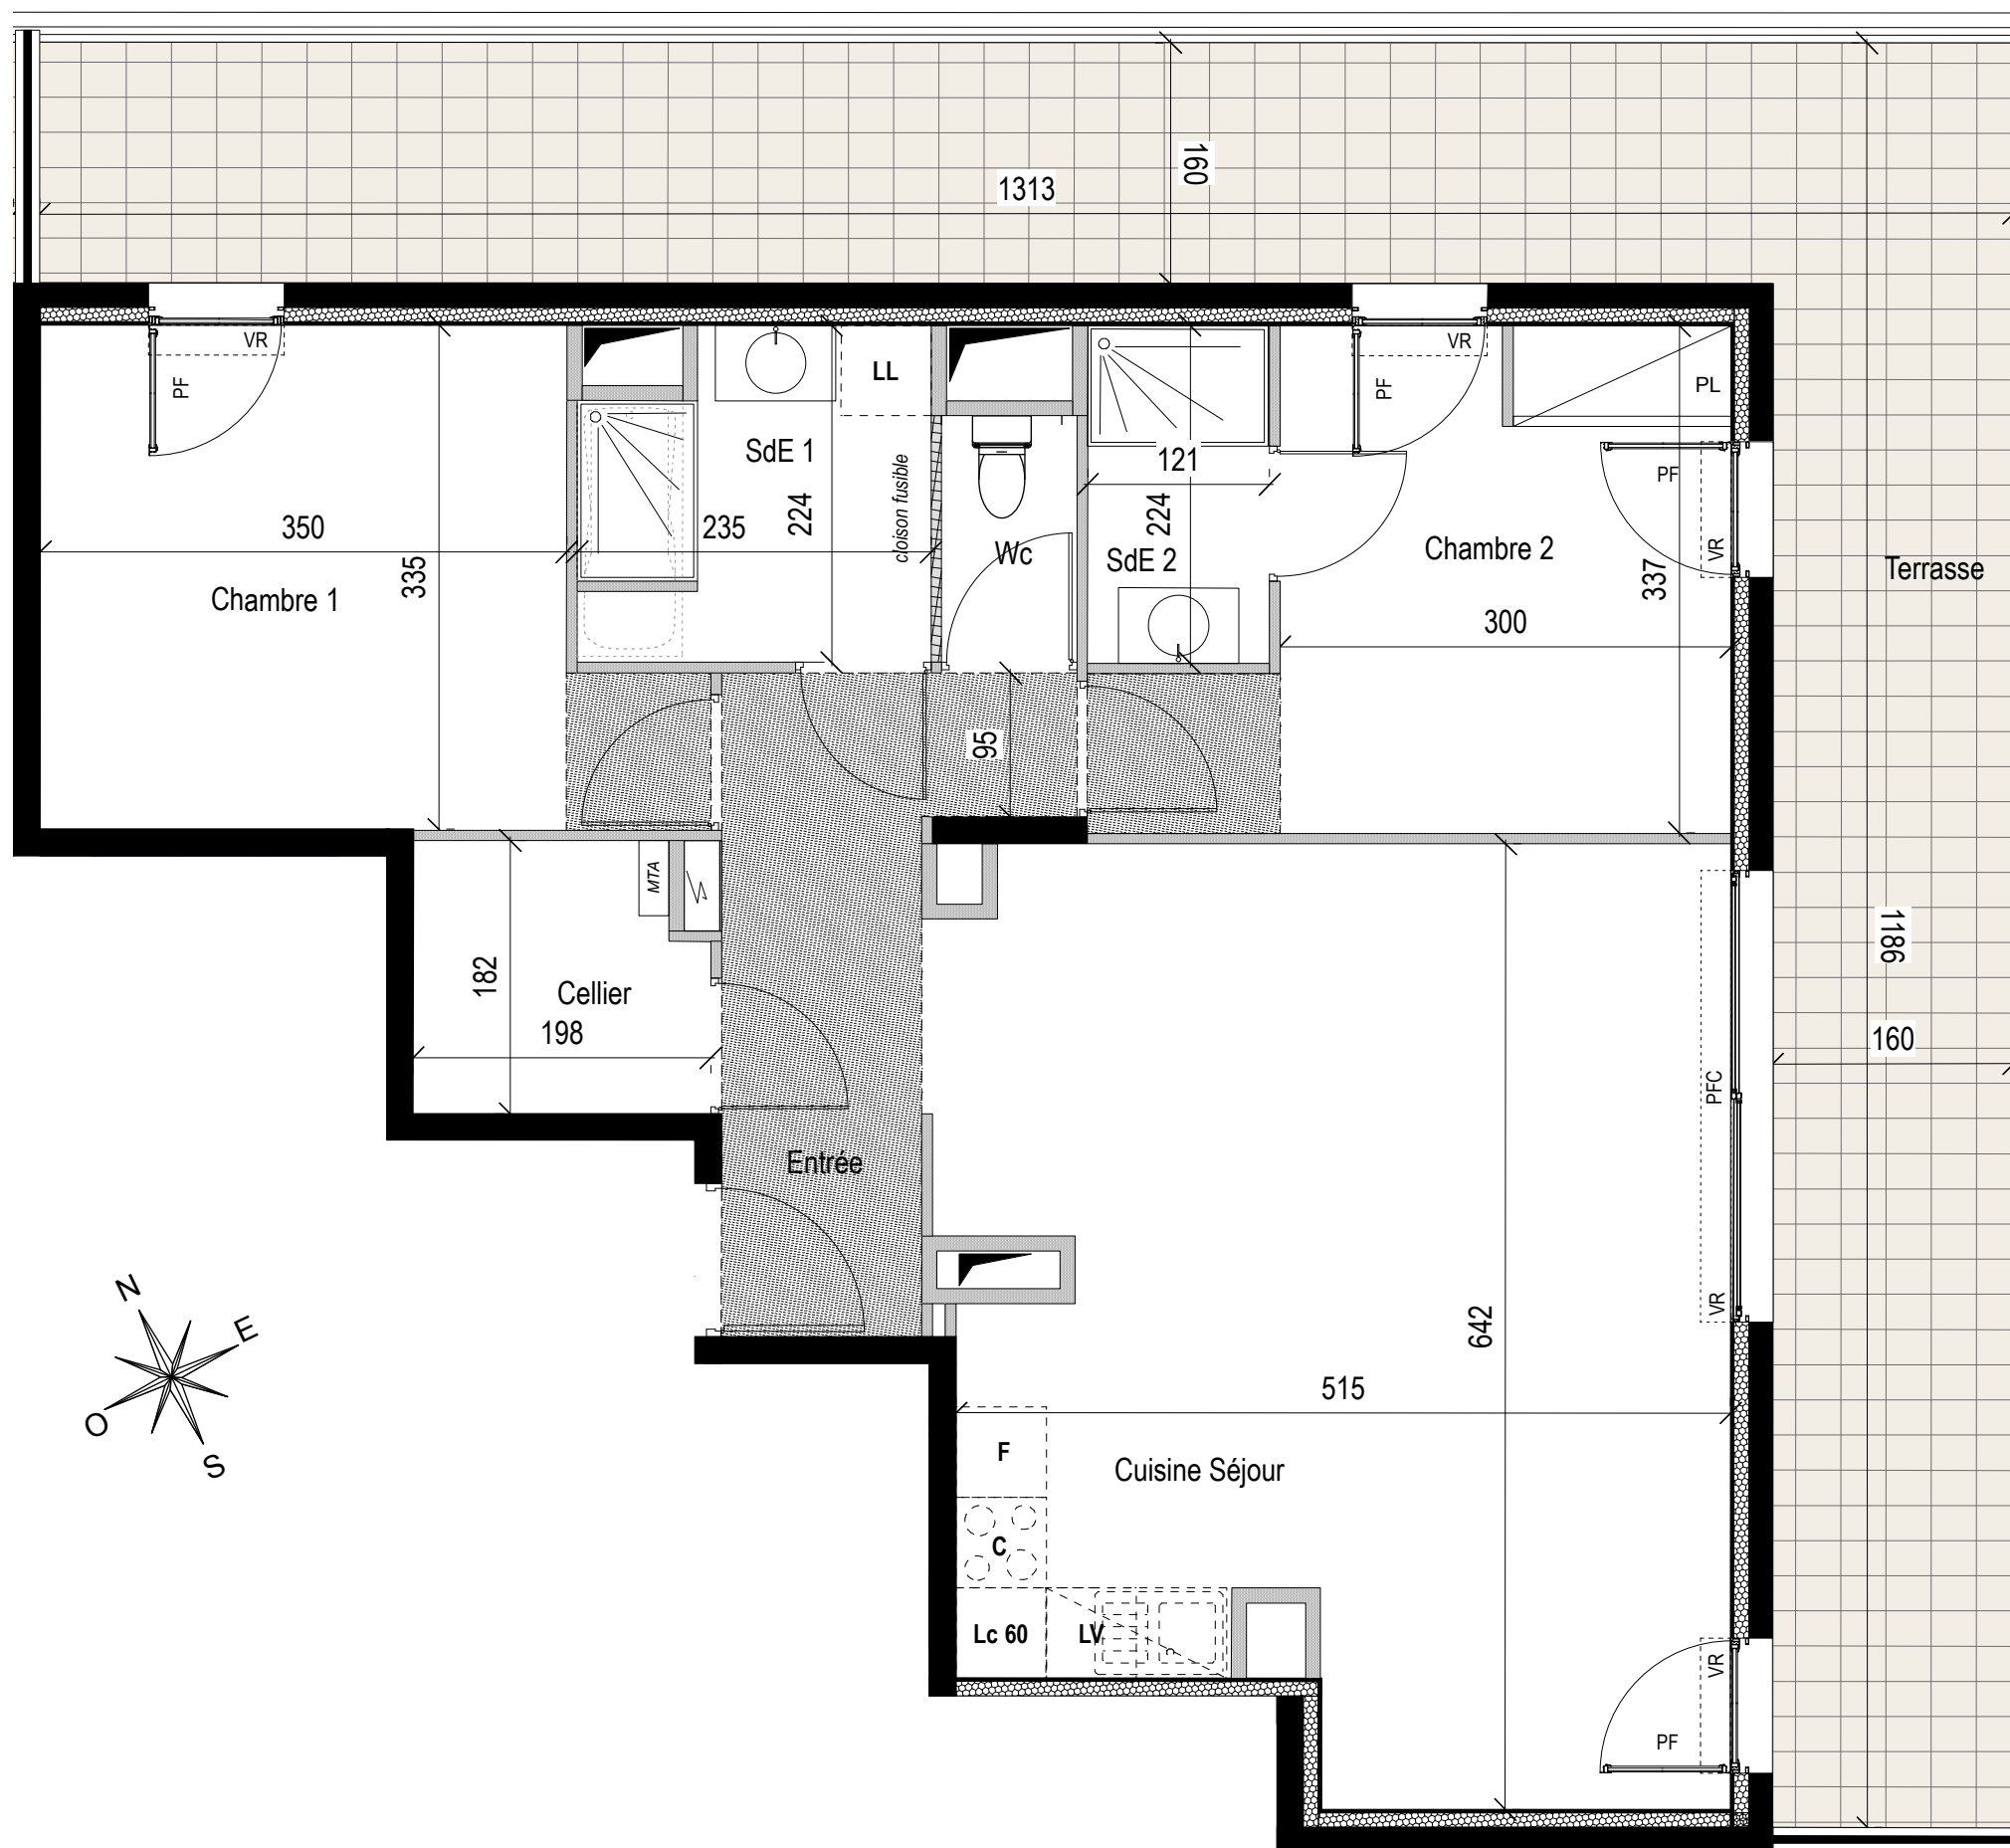 160
1313
VR
PF
LL
SdE 1
cloison fusible
224
235
350
335
Chambre 1
Wc
121
224
SdE 2
VR
PF
PL
PF
VR
Chambre 2
337
300
Terrasse
95
MTA
182
Cellier
198
Entrée
1186
160
PFC
VR
642
515
N
E
O
S
F
C
Lc 60
LV
Cuisine Séjour
VR
PF